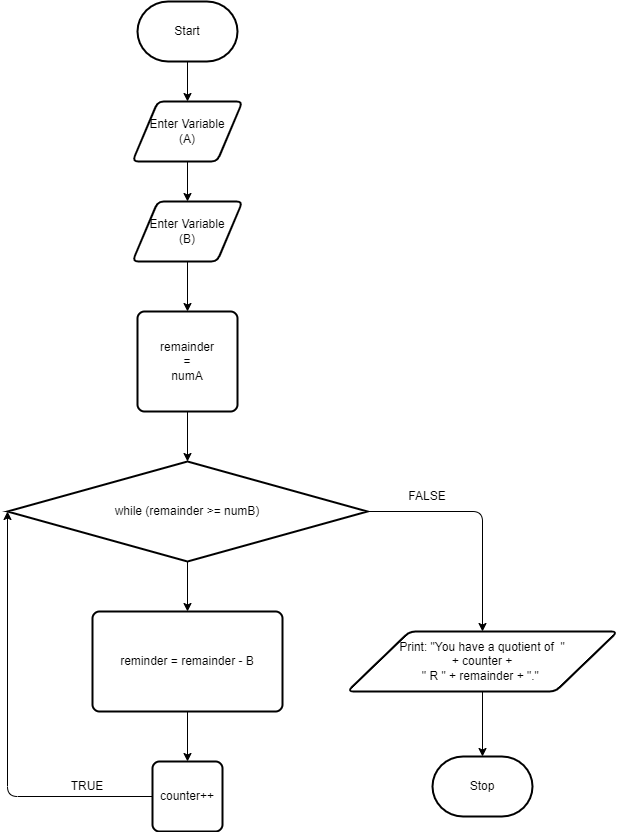 Start
Enter Variable
(A)
Enter Variable
(B)
remainder
=
numA
while (remainder >= numB)
FALSE
reminder = remainder - B
Print: "You have a quotient of  "
+ counter +
" R " + remainder + "."
TRUE
counter++
Stop